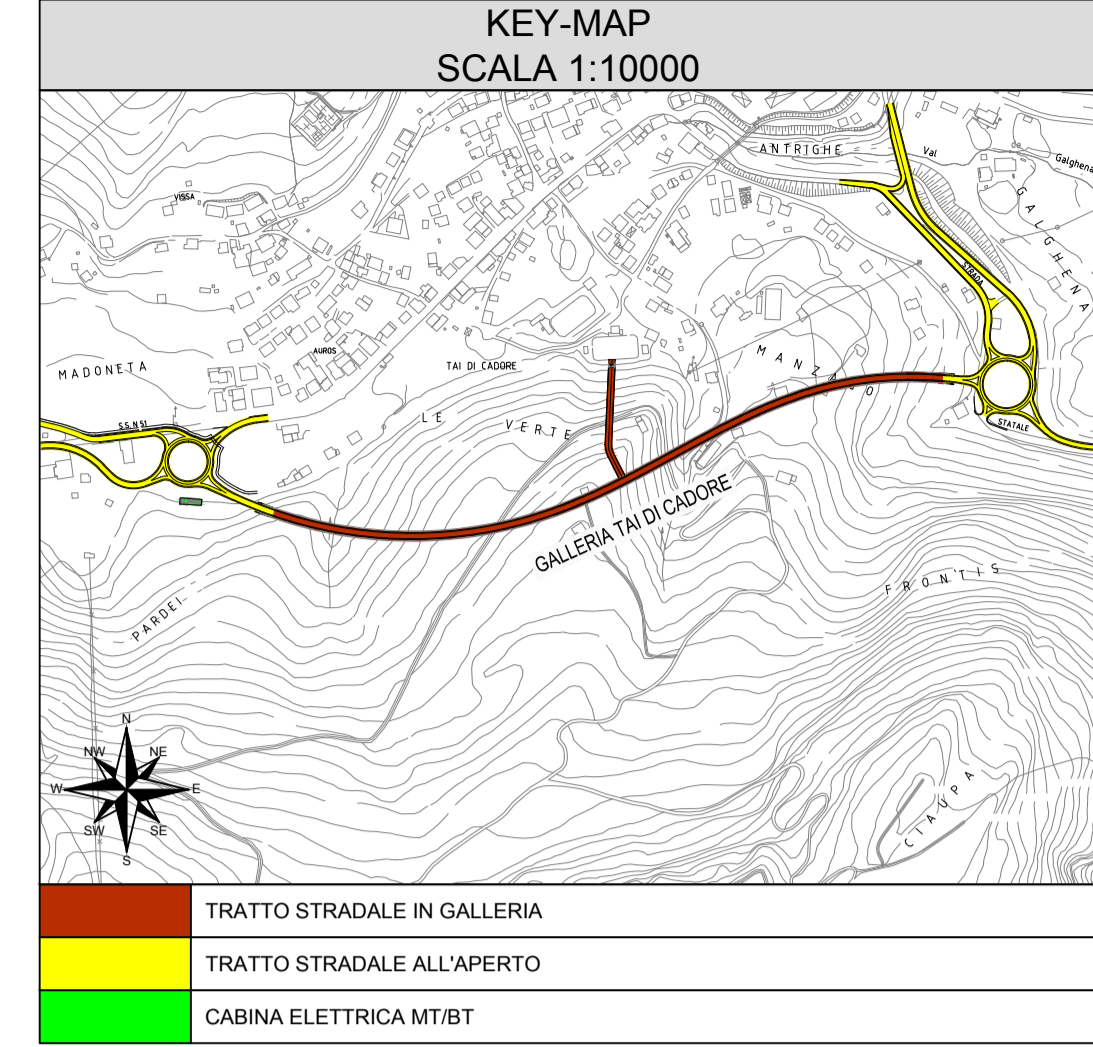 KEY-MAP
SCALA 1:10000
ANTRIGHE
Val
Galghena
GALGHENA
VISSA
STRADA
AUROS
MADONETA
TAI DI CADORE
MANZAGO
LE VERTE
S.S.N 51
STATALE
GALLERIA TAI DI CADORE
FRONTIS
PARDEI
CIAUPA
N
NW NE
W E
SW SE
S
TRATTO STRADALE IN GALLERIA
TRATTO STRADALE ALL'APERTO
CABINA ELETTRICA MT/BT